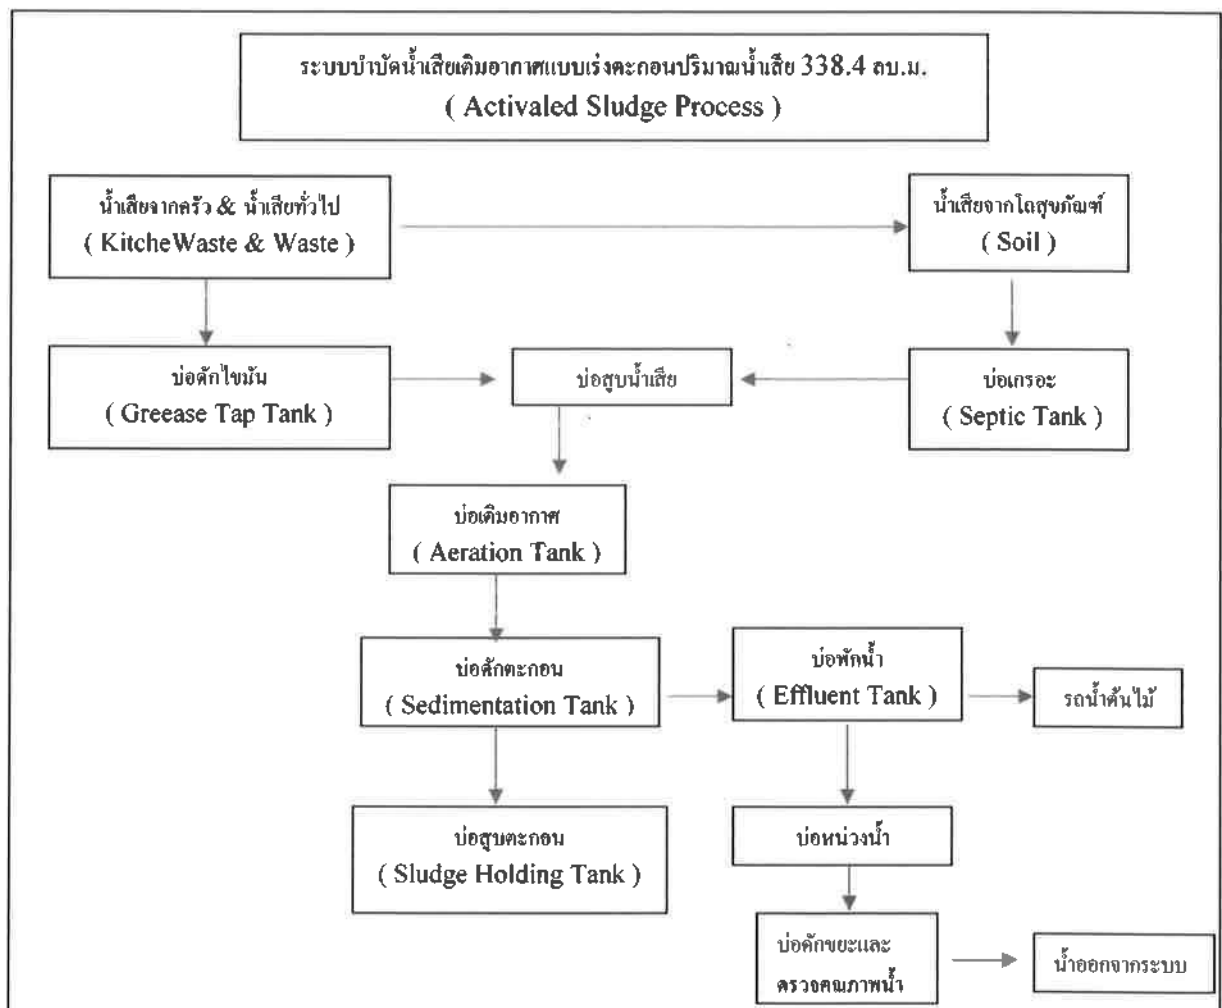 ระบบบำบัดน้ำเสียเติมอากาศแบบเร่งตะกอนปริมาณน้ำเสีย 338.4 ลบ.ม.
( Activaled Sludge Process )
น้ำเสียจากครัว & น้ำเสียทั่วไป
( KitcheWaste & Waste )
น้ำเสียจากโถสุขภัณฑ์
( Soil )
บ่อดักไขมัน
( Greease Tap Tank )
บ่อสูบน้ำเสีย
บ่อเกรอะ
( Septic Tank )
บ่อเติมอากาศ
( Aeration Tank )
บ่อดักตะกอน
( Sedimentation Tank )
บ่อพักน้ำ
( Effluent Tank )
รถน้ำต้นไม้
บ่อสูบตะกอน
( Sludge Holding Tank )
บ่อหน่วงน้ำ
บ่อดักขยะและ
ตรวจคุณภาพน้ำ
น้ำออกจากระบบ